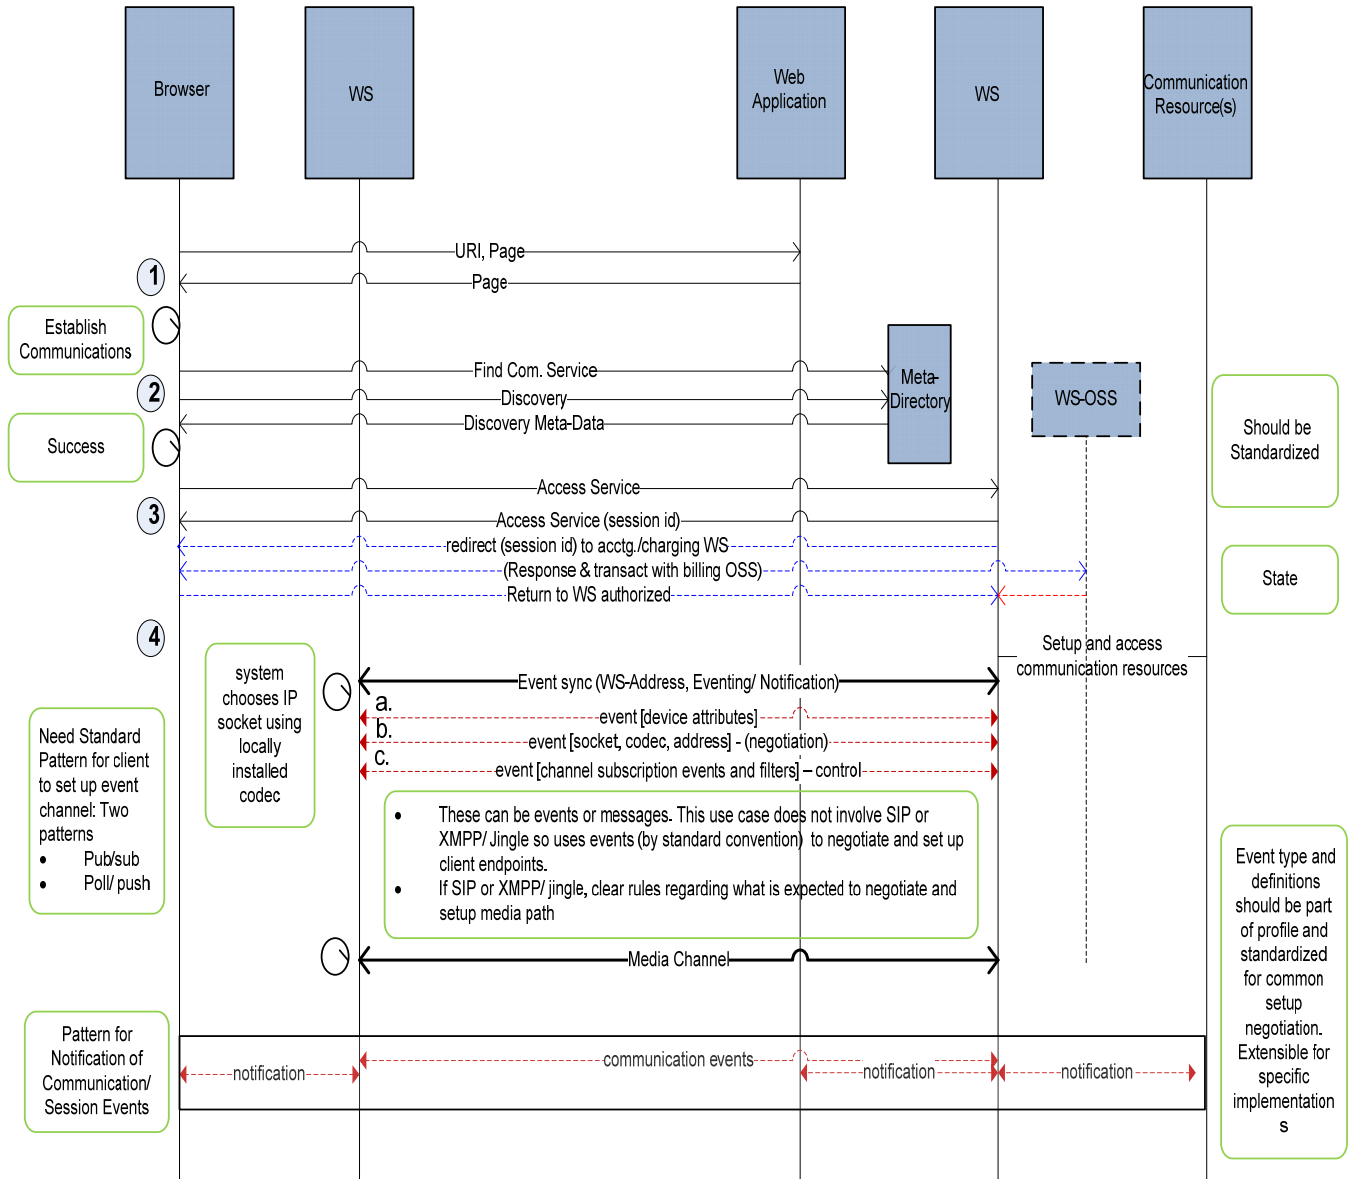 Browser
WS
Web
Application
WS
Communication
Resource(s)
URI, Page
1
Page
Establish
Communications
Find Com. Service
Meta-
Directory
2
Discovery
WS-OSS
Discovery Meta-Data
Success
Should be
Standardized
Access Service
3
Access Service (session id)
redirect (session id) to acctg./charging WS
(Response & transact with billing OSS)
State
Return to WS authorized
4
Setup and access
communication resources
system
chooses IP
socket using
locally
installed
codec
Event sync (WS-Address, Eventing/ Notification)
a.
event [device attributes]
b.
event [socket, codec, address] - (negotiation)
c.
event [channel subscription events and filters] – control
Need Standard
Pattern for client
to set up event
channel: Two
patterns
• Pub/sub
• Poll/ push
• These can be events or messages. This use case does not involve SIP or
XMPP/ Jingle so uses events (by standard convention) to negotiate and set up
client endpoints.
• If SIP or XMPP/ jingle, clear rules regarding what is expected to negotiate and
setup media path
Event type and
definitions
should be part
of profile and
standardized
for common
setup
negotiation.
Extensible for
specific
implementation
s
Media Channel
Pattern for
Notification of
Communication/
Session Events
communication events
notification
notification
notification